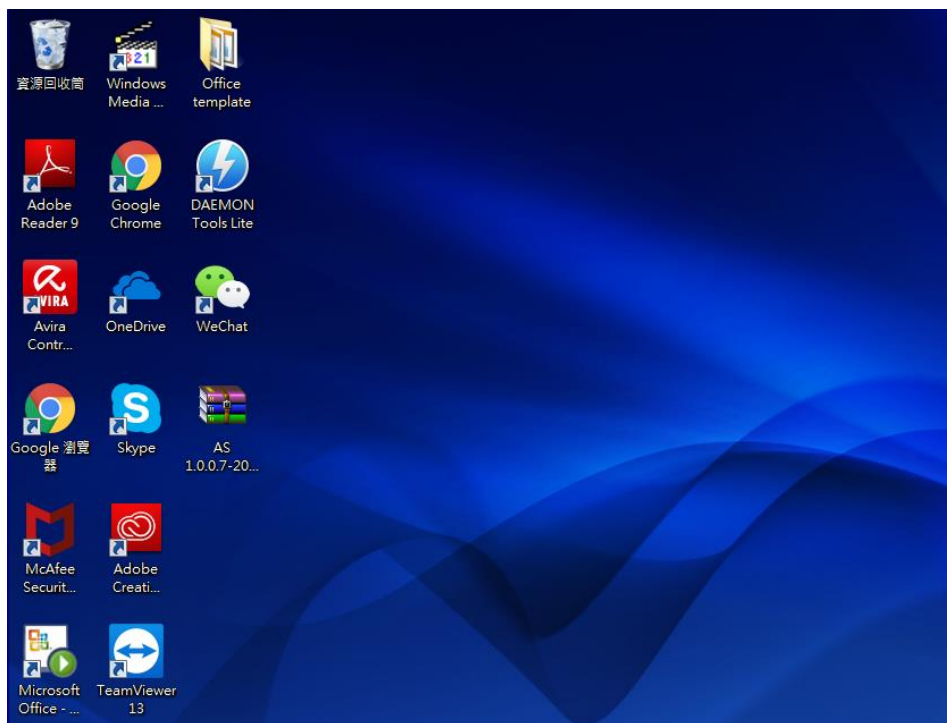 資源回收筒
Windows
Media ...
Office
template
Adobe
Reader 9
Google
Chrome
DAEMON
Tools Lite
AVIRA
Avira
Contr...
OneDrive
WeChat
Google 瀏覽
器
Skype
AS
1.0.0.7-20...
McAfee
Securit...
Adobe
Creati...
Microsoft
Office - ...
TeamViewer
13